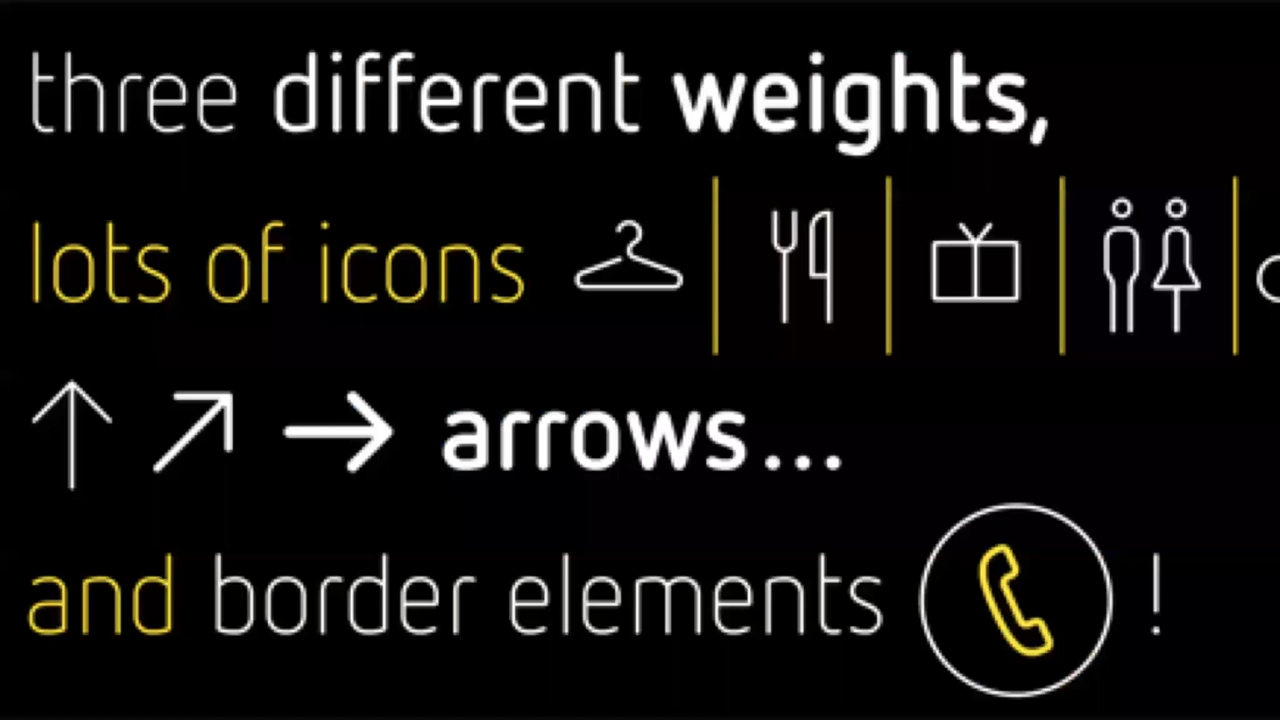 three different weights,
lots of icons
↑ ↗ → arrows...
and border elements !